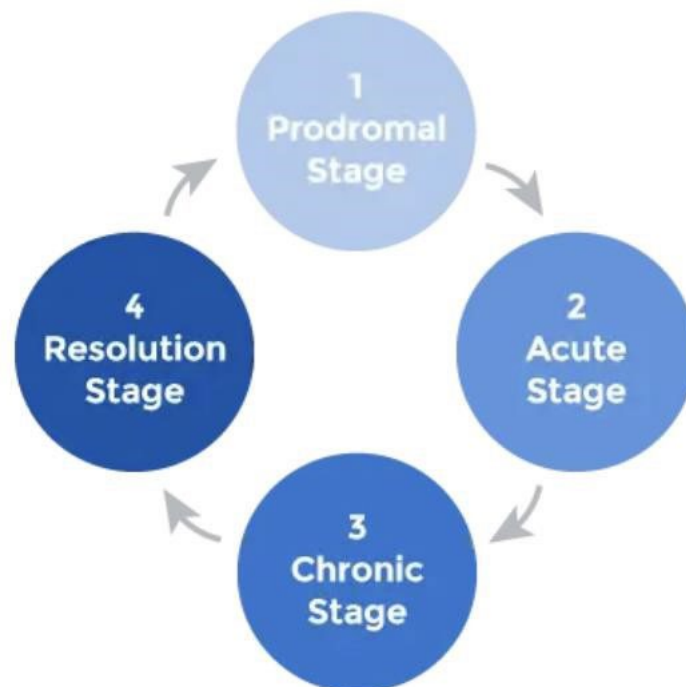 1
Prodromal
Stage
2
Acute
Stage
3
Chronic
Stage
4
Resolution
Stage